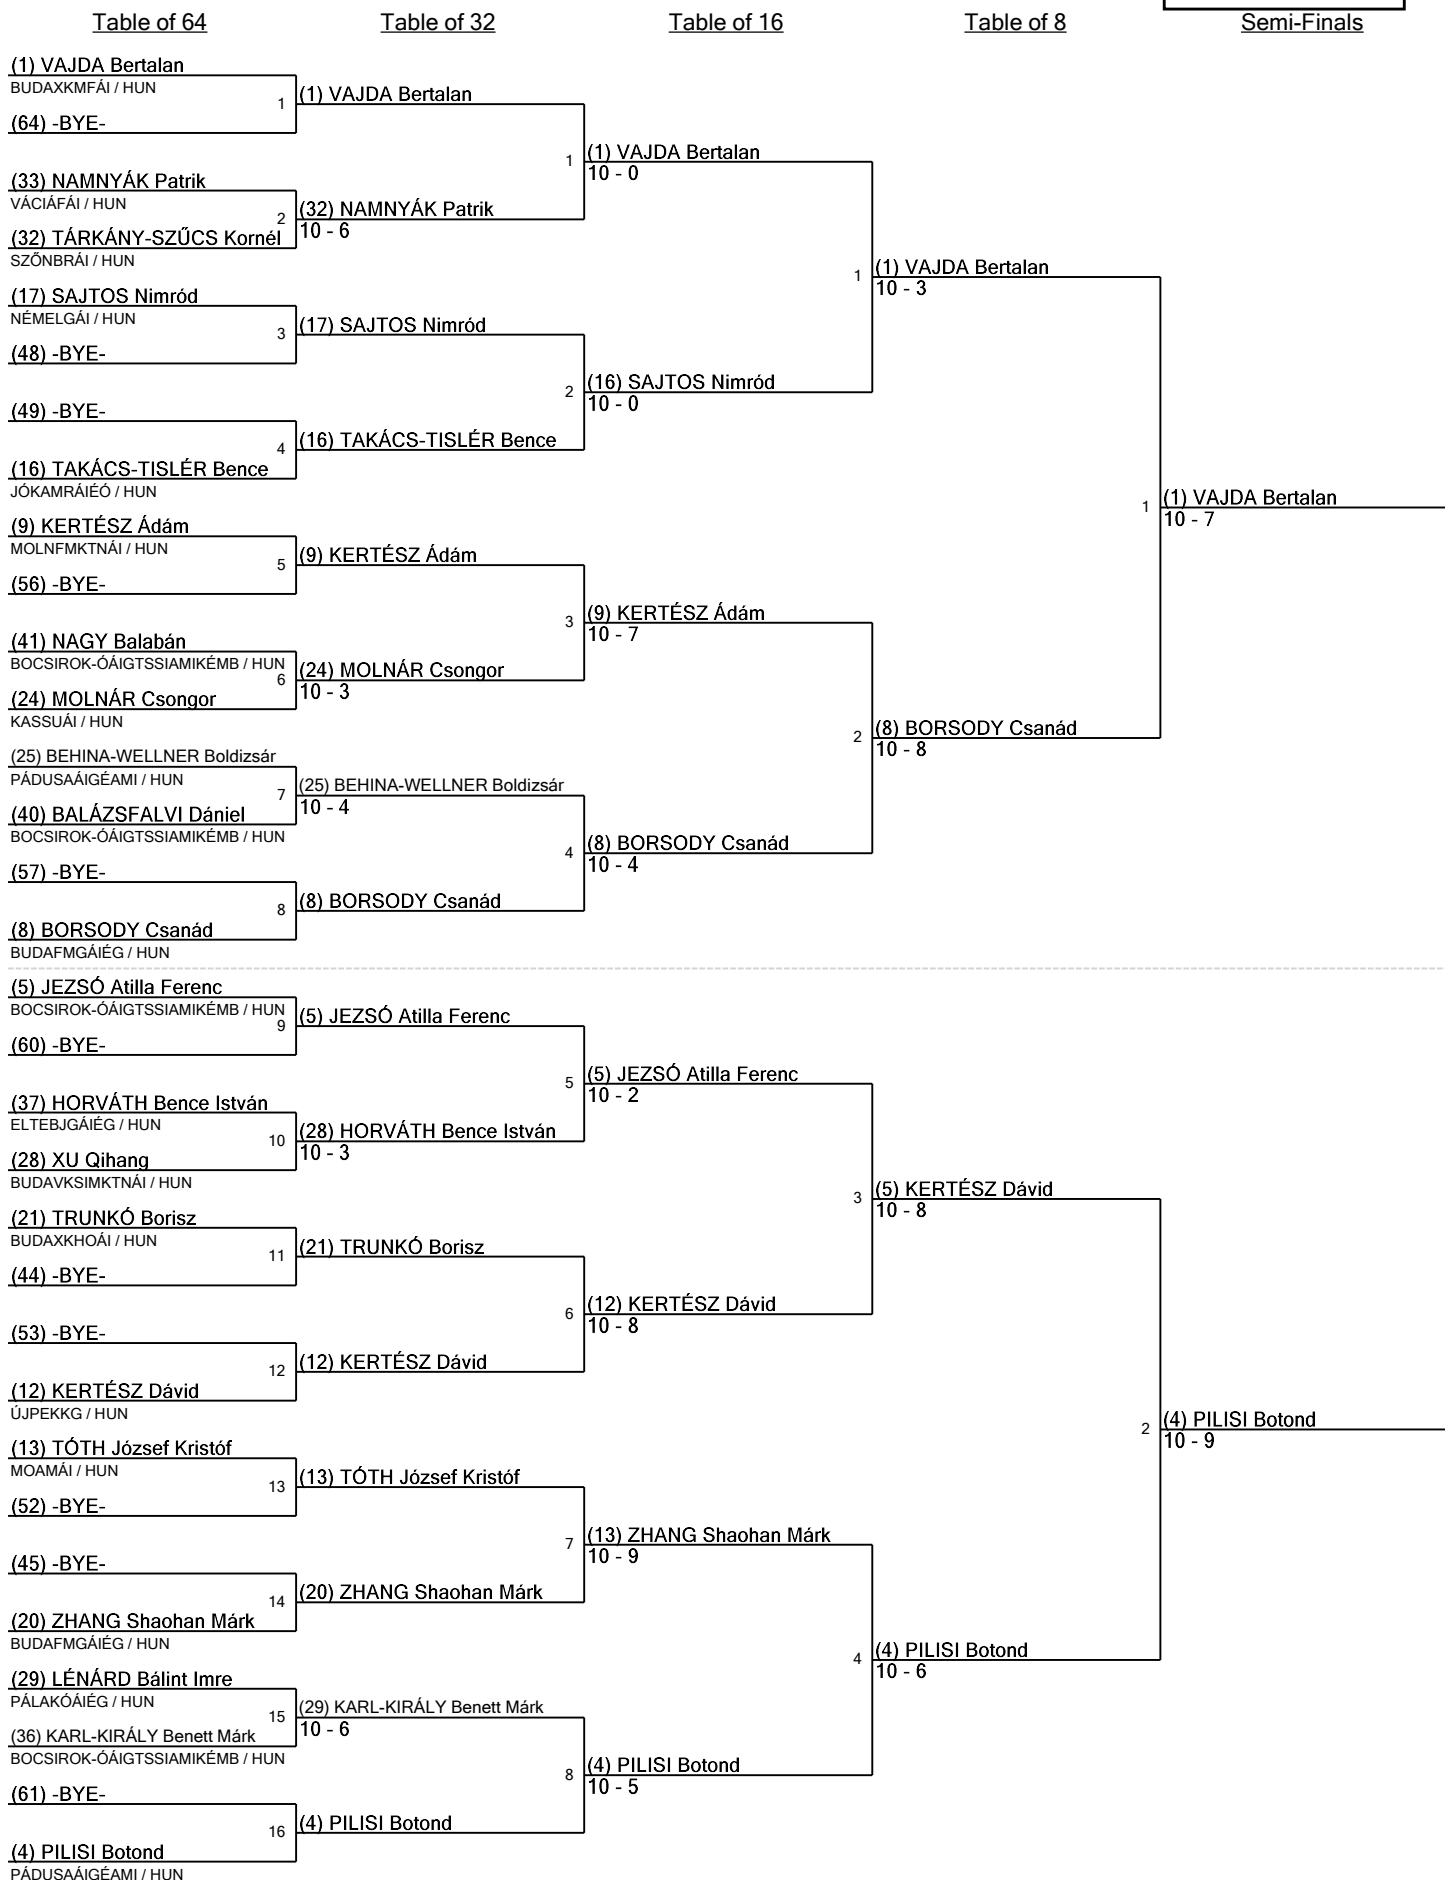 Table of 64
Table of 32
Table of 16
Table of 8
Semi-Finals
(1) VAJDA Bertalan
BUDAXKMFÁI / HUN
1
(64) -BYE-
(33) NAMNYÁK Patrik
VÁCIÁFÁI / HUN
2
(32) TÁRKÁNY-SZŰCS Kornél
SZŐNBRÁI / HUN
(17) SAJTOS Nimród
NÉMELGÁI / HUN
3
(48) -BYE-
(49) -BYE-
4
(16) TAKÁCS-TISLÉR Bence
JÓKAMRÁIÉÓ / HUN
(9) KERTÉSZ Ádám
MOLNFMKTNÁI / HUN
5
(56) -BYE-
(41) NAGY Balabán
BOCSIROK-ÓÁIGTSSIAMIKÉMB / HUN
6
(24) MOLNÁR Csongor
KASSUÁI / HUN
(25) BEHINA-WELLNER Boldizsár
PÁDUSAÁIGÉAMI / HUN
7
(40) BALÁZSFALVI Dániel
BOCSIROK-ÓÁIGTSSIAMIKÉMB / HUN
(57) -BYE-
8
(8) BORSODY Csanád
BUDAFMGÁIÉG / HUN
(5) JEZSÓ Atilla Ferenc
BOCSIROK-ÓÁIGTSSIAMIKÉMB / HUN
9
(60) -BYE-
(37) HORVÁTH Bence István
ELTEBJGÁIÉG / HUN
10
(28) XU Qihang
BUDAVKSIMKTNÁI / HUN
(21) TRUNKÓ Borisz
BUDAXKHOÁI / HUN
11
(44) -BYE-
(53) -BYE-
12
(12) KERTÉSZ Dávid
ÚJPEKKG / HUN
(13) TÓTH József Kristóf
MOAMÁI / HUN
13
(52) -BYE-
(45) -BYE-
14
(20) ZHANG Shaohan Márk
BUDAFMGÁIÉG / HUN
(29) LÉNÁRD Bálint Imre
PÁLAKÓÁIÉG / HUN
15
(36) KARL-KIRÁLY Benett Márk
BOCSIROK-ÓÁIGTSSIAMIKÉMB / HUN
(61) -BYE-
16
(4) PILISI Botond
PÁDUSAÁIGÉAMI / HUN
(1) VAJDA Bertalan
1
(32) NAMNYÁK Patrik
10 - 6
(17) SAJTOS Nimród
2
(16) TAKÁCS-TISLÉR Bence
(9) KERTÉSZ Ádám
3
(24) MOLNÁR Csongor
10 - 3
(25) BEHINA-WELLNER Boldizsár
10 - 4
4
(8) BORSODY Csanád
(5) JEZSÓ Atilla Ferenc
5
(28) HORVÁTH Bence István
10 - 3
(21) TRUNKÓ Borisz
6
(12) KERTÉSZ Dávid
(13) TÓTH József Kristóf
7
(20) ZHANG Shaohan Márk
(29) KARL-KIRÁLY Benett Márk
10 - 6
8
(4) PILISI Botond
(1) VAJDA Bertalan
10 - 0
1
(16) SAJTOS Nimród
10 - 0
(9) KERTÉSZ Ádám
10 - 7
2
(8) BORSODY Csanád
10 - 4
(5) JEZSÓ Atilla Ferenc
10 - 2
3
(12) KERTÉSZ Dávid
10 - 8
(13) ZHANG Shaohan Márk
10 - 9
4
(4) PILISI Botond
10 - 5
(1) VAJDA Bertalan
10 - 3
1
(8) BORSODY Csanád
10 - 8
(5) KERTÉSZ Dávid
10 - 8
2
(4) PILISI Botond
10 - 6
(1) VAJDA Bertalan
10 - 7
(4) PILISI Botond
10 - 9